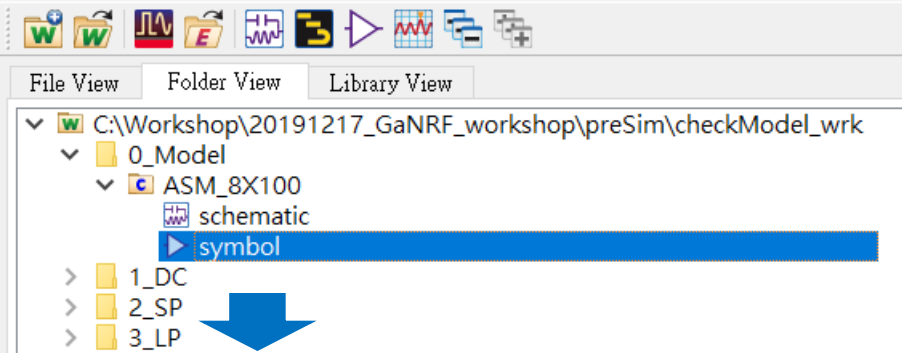 File View Folder View Library View
C:\Workshop\20191217_GaNRF_workshop\preSim\checkModel_wrk
0_Model
ASM_8X100
schematic
symbol
1_DC
2_SP
3_LP